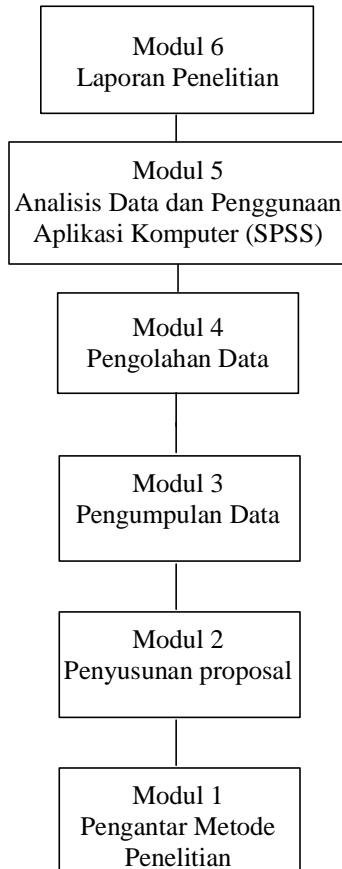 Modul 6
Laporan Penelitian
Modul 5
Analisis Data dan Penggunaan
Aplikasi Komputer (SPSS)
Modul 4
Pengolahan Data
Modul 3
Pengumpulan Data
Modul 2
Penyusunan proposal
Modul 1
Pengantar Metode
Penelitian